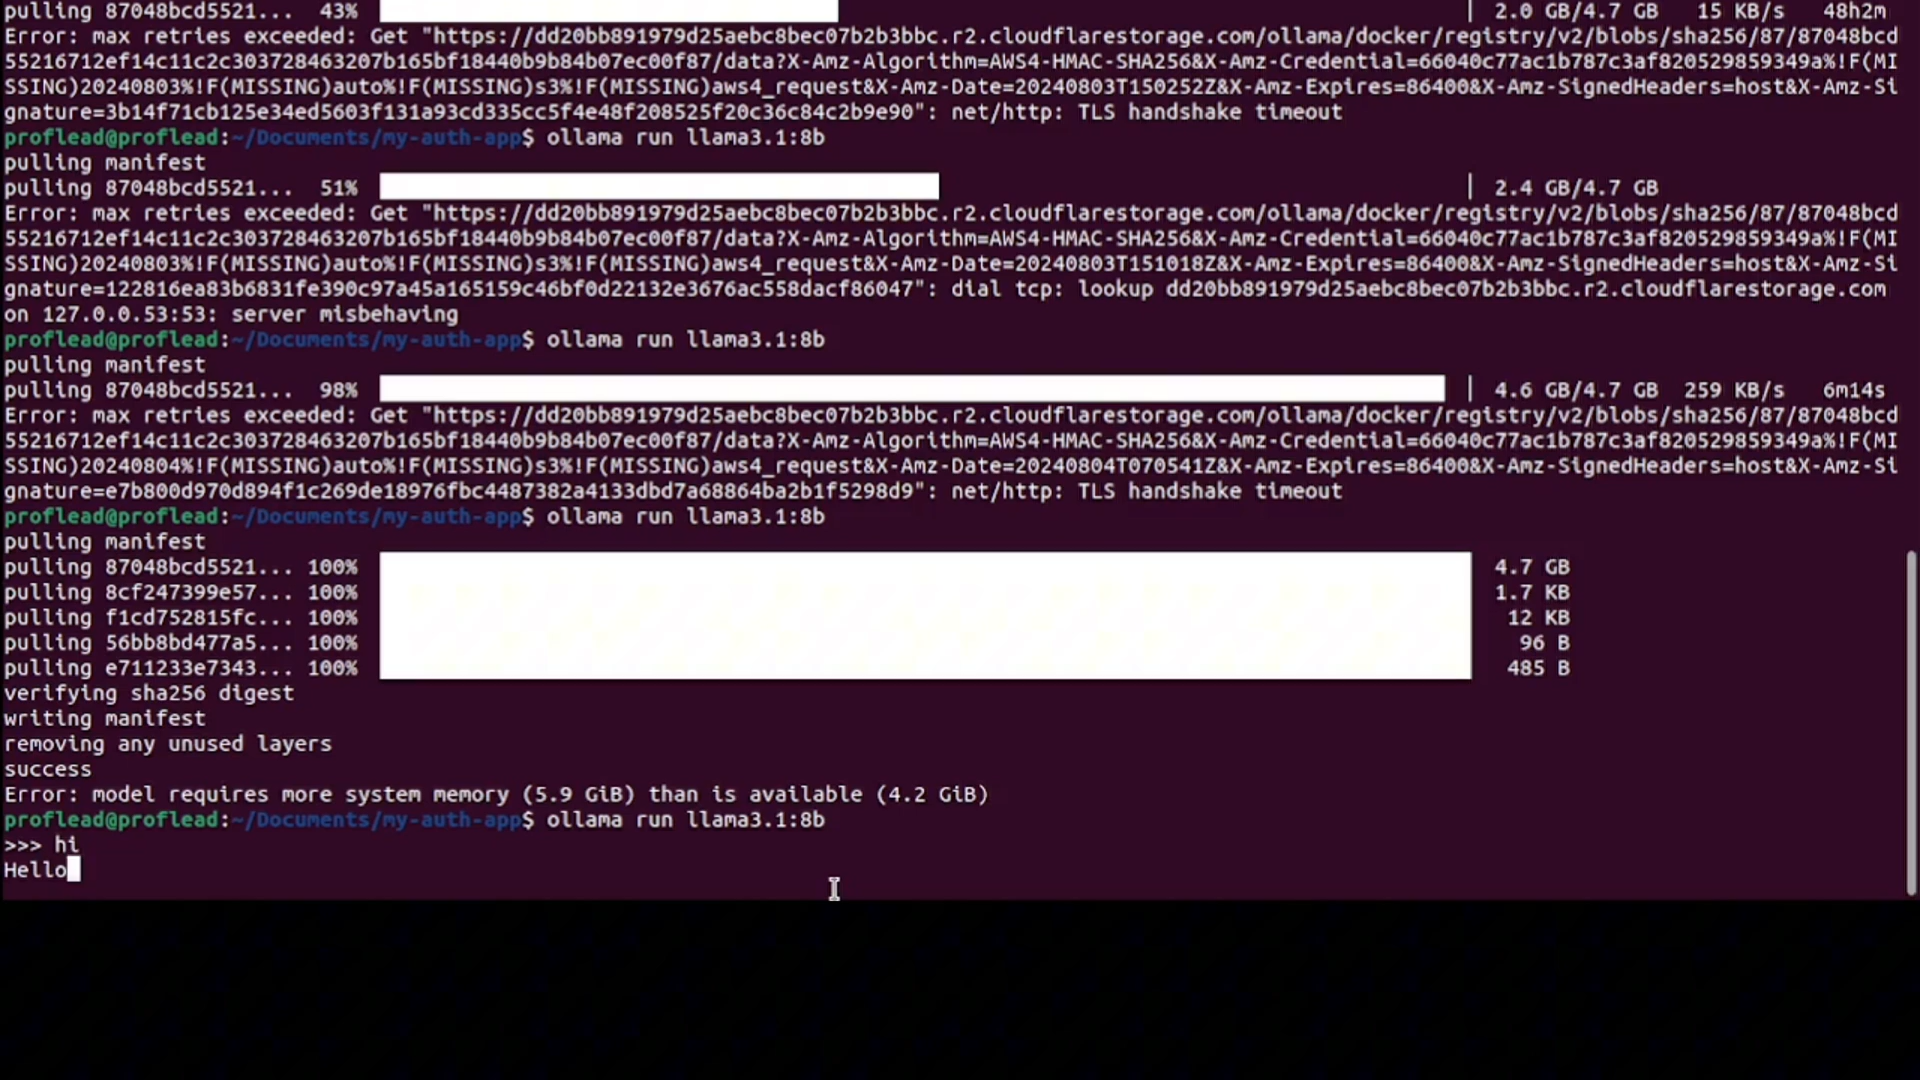 pulling 87048bcd5521... 43% | 2.0 GB/4.7 GB 15 KB/s 48h2m
Error: max retries exceeded: Get "https://dd20bb891979d25aebc8bec07b2b3bbc.r2.cloudflarestorage.com/ollama/docker/registry/v2/blobs/sha256/87/87048bcd
55216712ef14c11c2c303728463207b165bf18440b9b84b07ec00f87/data?X-Amz-Algorithm=AWS4-HMAC-SHA256&X-Amz-Credential=66040c77ac1b787c3af820529859349a%!F(MI
SSING)20240803%!F(MISSING)auto%!F(MISSING)s3%!F(MISSING)aws4_request&X-Amz-Date=20240803T150252Z&X-Amz-Expires=86400&X-Amz-SignedHeaders=host&X-Amz-Si
gnature=3b14f71cb125e34ed5603f131a93cd335cc5f4e48f208525f20c36c84c2b9e90": net/http: TLS handshake timeout
proflead@proflead:~/Documents/my-auth-app$ ollama run llama3.1:8b
pulling manifest
pulling 87048bcd5521... 51% | 2.4 GB/4.7 GB
Error: max retries exceeded: Get "https://dd20bb891979d25aebc8bec07b2b3bbc.r2.cloudflarestorage.com/ollama/docker/registry/v2/blobs/sha256/87/87048bcd
55216712ef14c11c2c303728463207b165bf18440b9b84b07ec00f87/data?X-Amz-Algorithm=AWS4-HMAC-SHA256&X-Amz-Credential=66040c77ac1b787c3af820529859349a%!F(MI
SSING)20240803%!F(MISSING)auto%!F(MISSING)s3%!F(MISSING)aws4_request&X-Amz-Date=20240803T151018Z&X-Amz-Expires=86400&X-Amz-SignedHeaders=host&X-Amz-Si
gnature=122816ea83b6831fe390c97a45a165159c46bf0d22132e3676ac558dacf86047": dial tcp: lookup dd20bb891979d25aebc8bec07b2b3bbc.r2.cloudflarestorage.com
on 127.0.0.53:53: server misbehaving
proflead@proflead:~/Documents/my-auth-app$ ollama run llama3.1:8b
pulling manifest
pulling 87048bcd5521... 98% | 4.6 GB/4.7 GB 259 KB/s 6m14s
Error: max retries exceeded: Get "https://dd20bb891979d25aebc8bec07b2b3bbc.r2.cloudflarestorage.com/ollama/docker/registry/v2/blobs/sha256/87/87048bcd
55216712ef14c11c2c303728463207b165bf18440b9b84b07ec00f87/data?X-Amz-Algorithm=AWS4-HMAC-SHA256&X-Amz-Credential=66040c77ac1b787c3af820529859349a%!F(MI
SSING)20240804%!F(MISSING)auto%!F(MISSING)s3%!F(MISSING)aws4_request&X-Amz-Date=20240804T070541Z&X-Amz-Expires=86400&X-Amz-SignedHeaders=host&X-Amz-Si
gnature=e7b800d970d894f1c269de18976fbc4487382a4133dbd7a68864ba2b1f5298d9": net/http: TLS handshake timeout
proflead@proflead:~/Documents/my-auth-app$ ollama run llama3.1:8b
pulling manifest
pulling 87048bcd5521... 100% 4.7 GB
pulling 8cf247399e57... 100% 1.7 KB
pulling f1cd752815fc... 100% 12 KB
pulling 56bb8bd477a5... 100% 96 B
pulling e711233e7343... 100% 485 B
verifying sha256 digest
writing manifest
removing any unused layers
success
Error: model requires more system memory (5.9 GiB) than is available (4.2 GiB)
proflead@proflead:~/Documents/my-auth-app$ ollama run llama3.1:8b
>>> hi
Hello